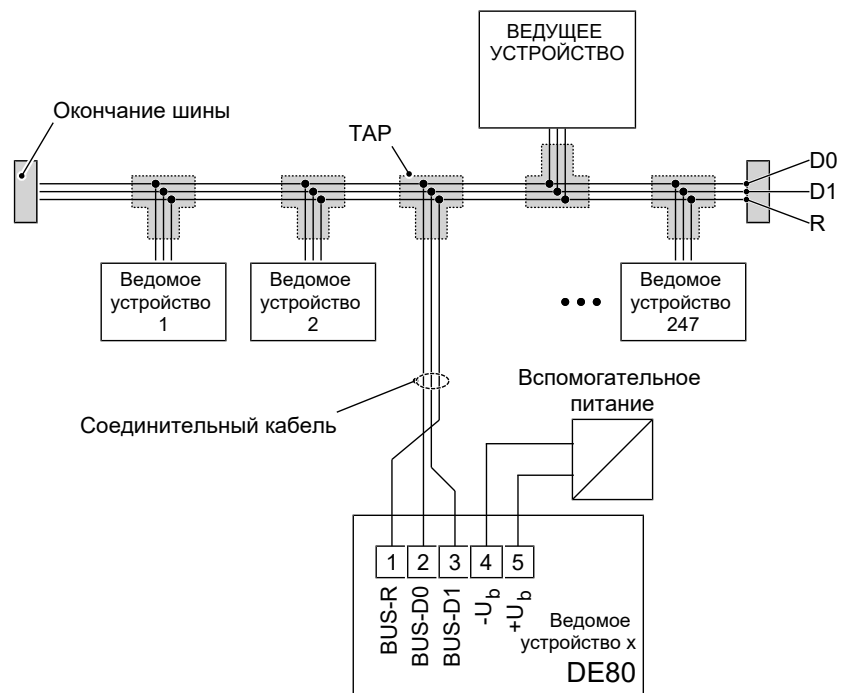 ВЕДУЩЕЕ
УСТРОЙСТВО
Окончание шины
TAP
D0
D1
R
Ведомое
устройство
1
Ведомое
устройство
2
Ведомое
устройство
247
Вспомогательное
питание
Соединительный кабель
1
2
3
4
5
BUS-R
BUS-D0
BUS-D1
-Ub
+Ub
Ведомое
устройство x
DE80